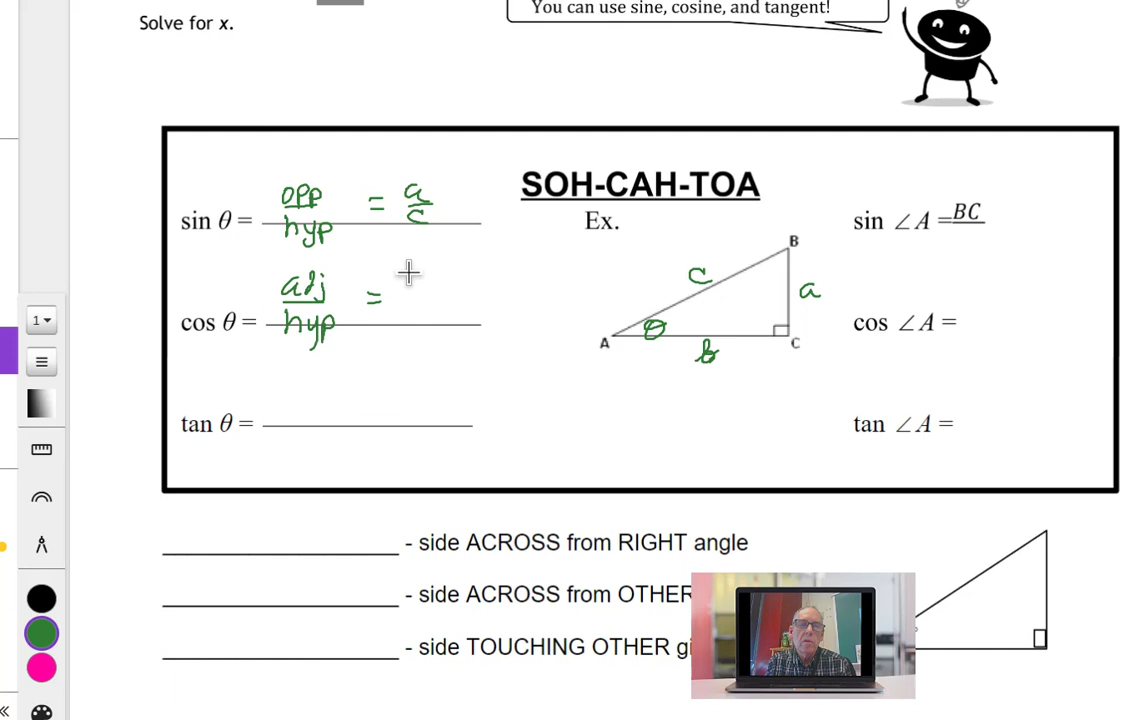 You can use sine, cosine, and tangent!
Solve for x.
SOH-CAH-TOA
opp = a
sin θ =
hyp c
Ex.
sin ∠A = BC
B
c
a
adj =
cos θ =
hyp
θ
A
b
C
cos ∠A =
tan θ =
tan ∠A =
- side ACROSS from RIGHT angle
- side ACROSS from OTHER
- side TOUCHING OTHER
1